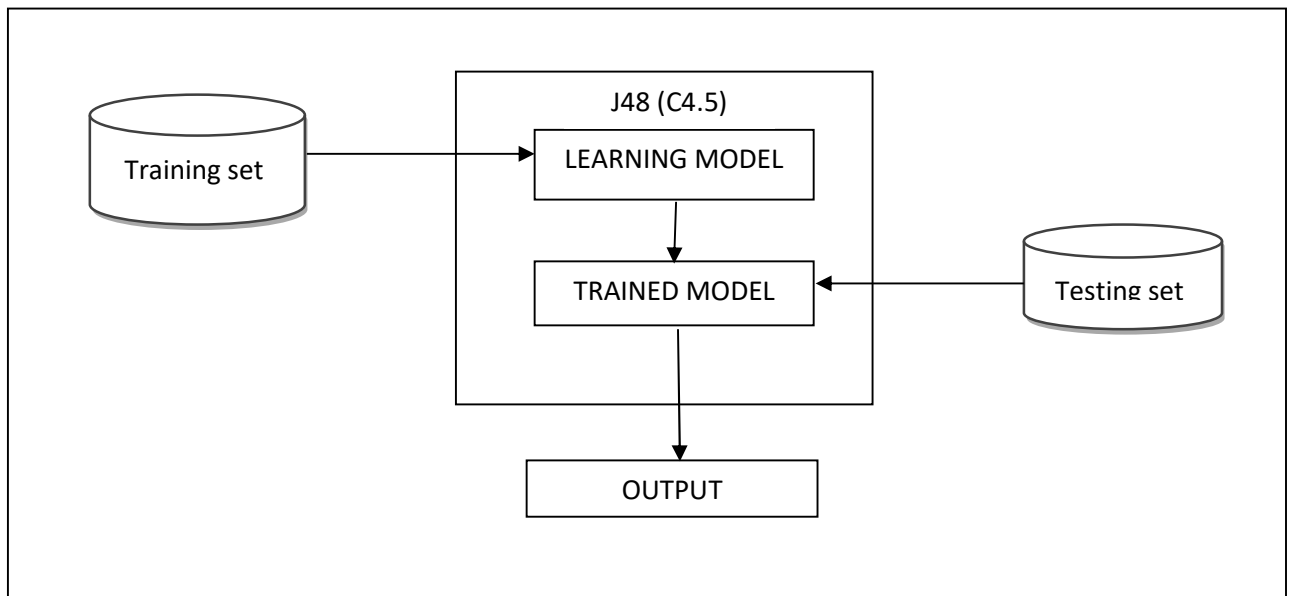 J48 (C4.5)
Training set
LEARNING MODEL
TRAINED MODEL
Testing set
OUTPUT